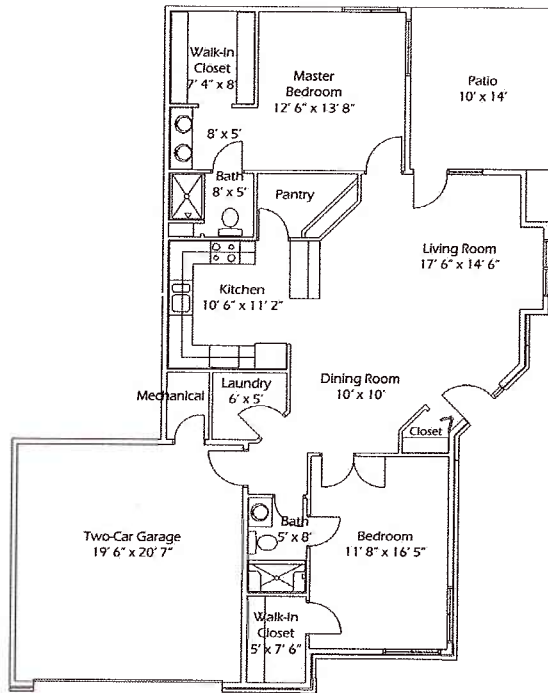 Walk-In
Closet
7' 4" x 8'
Master
Bedroom
12' 6" x 13' 8"
Patio
10' x 14'
8' x 5'
Bath
8' x 5'
Pantry
Living Room
17' 6" x 14' 6"
Kitchen
10' 6" x 11' 2"
Dining Room
10' x 10'
Mechanical
Laundry
6' x 5'
Closet
Two-Car Garage
19' 6" x 20' 7"
Bath
5' x 8'
Bedroom
11' 8" x 16' 5"
Walk-In
Closet
5' x 7' 6"